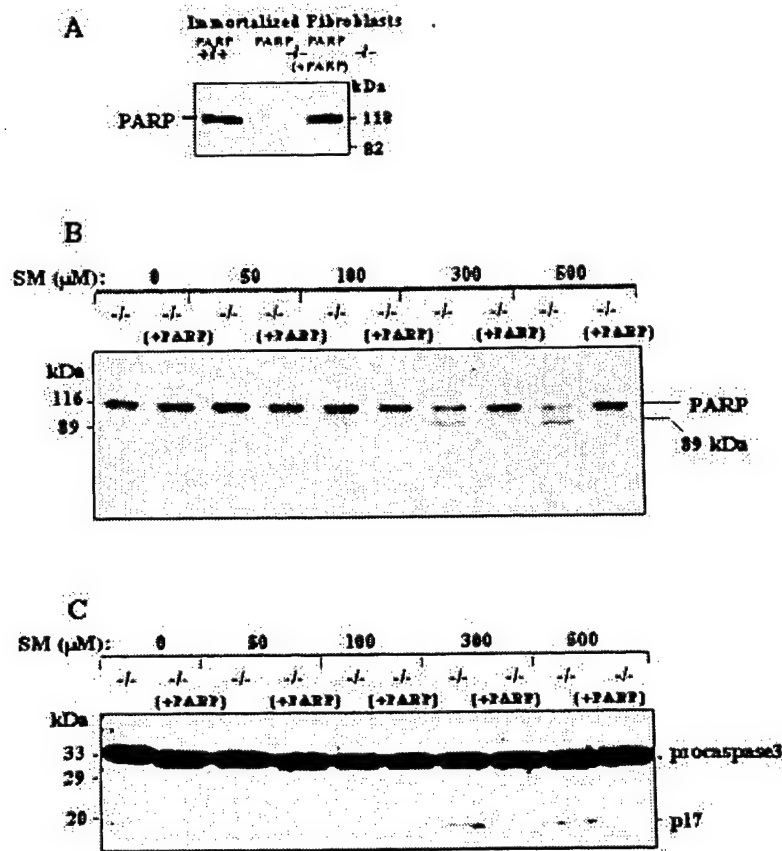 A
Immortalized Fibroblasts
PARP PARP PARP
+/+ -/- -/-
(+PARP)
kDa
PARP 118
82
B
SM (µM): 0 50 100 300 500
-/- -/- -/- -/- -/- -/- -/- -/- -/- -/-
(+PARP) (+PARP) (+PARP) (+PARP) (+PARP)
kDa
116 PARP
89
89 kDa
C
SM (µM): 0 50 100 300 500
-/- -/- -/- -/- -/- -/- -/- -/- -/- -/-
(+PARP) (+PARP) (+PARP) (+PARP) (+PARP)
kDa
33 procaspase3
29
20 p17